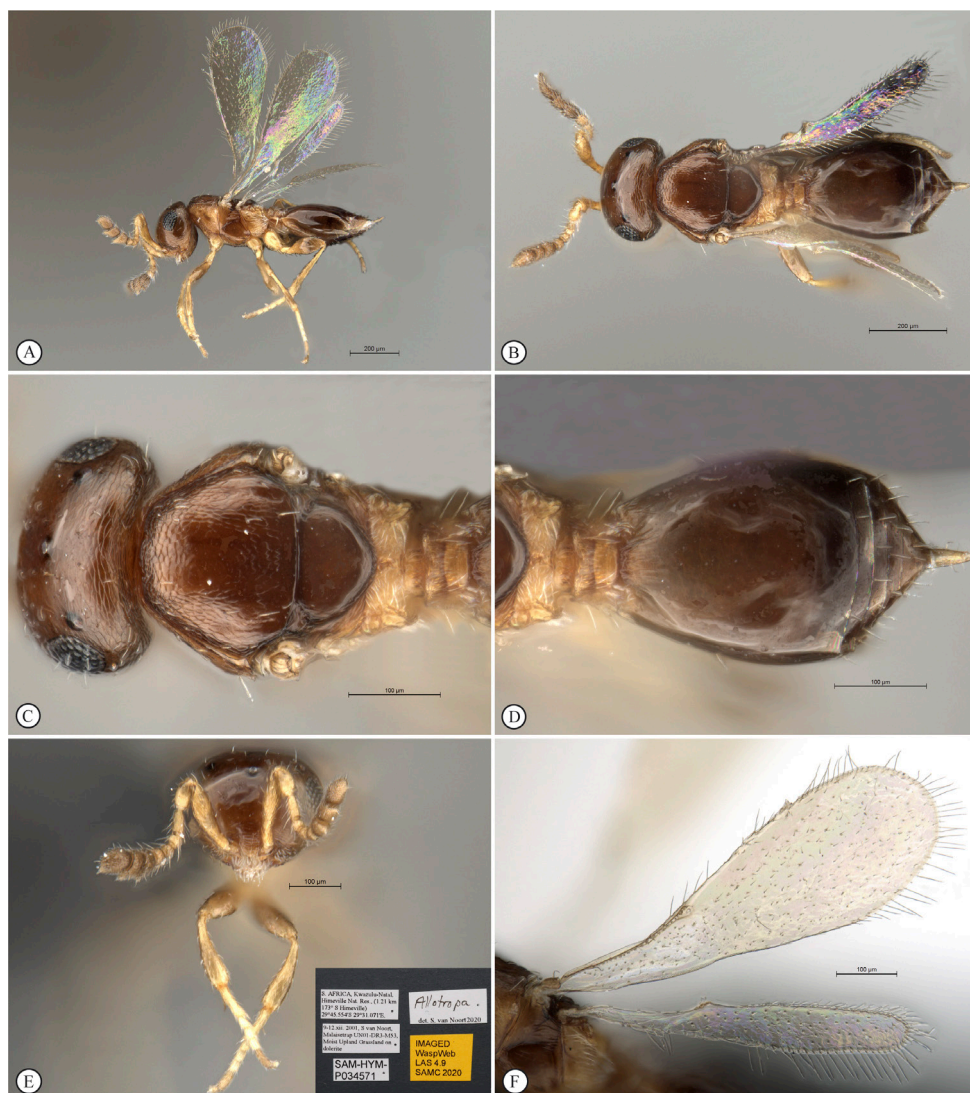 A
200 µm
B
200 µm
C
100 µm
D
100 µm
E
100 µm
S. AFRICA, Kwazulu-Natal,
Himeville Nat. Res., (1.21 km
173° S Himeville)
29°45.554'S 29°31.071'E.
9-12.xii. 2001, S van Noort,
Malaise trap UN01-DR3-M53,
Moist Upland Grassland on
dolerite
SAM-HYM-
P034571
Allotropa.
det. S. van Noort 2020
IMAGED
WaspWeb
LAS 4.9
SAMC 2020
F
100 µm